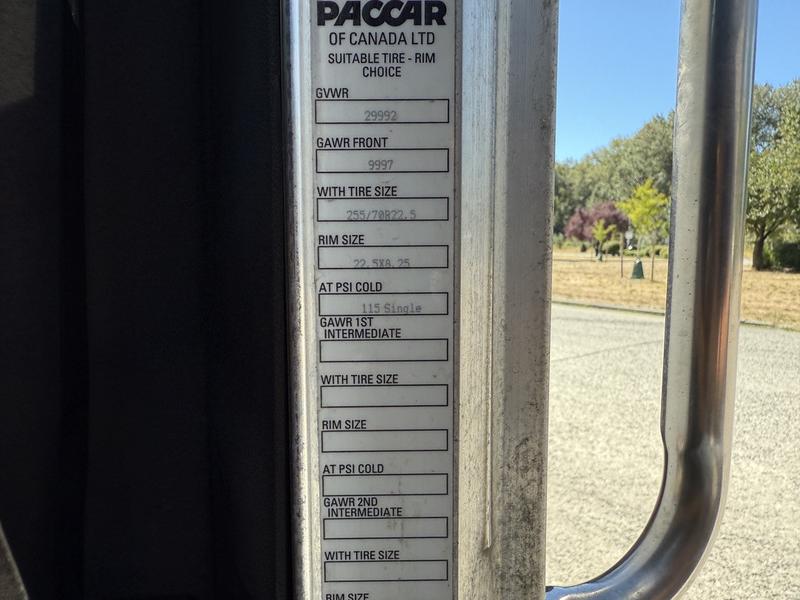 PACCAR
OF CANADA LTD
SUITABLE TIRE - RIM
CHOICE
GVWR
29992
GAWR FRONT
9997
WITH TIRE SIZE
255/70R22.5
RIM SIZE
22.5X8.25
AT PSI COLD
115 Single
GAWR 1ST
INTERMEDIATE
WITH TIRE SIZE
RIM SIZE
AT PSI COLD
GAWR 2ND
INTERMEDIATE
WITH TIRE SIZE
RIM SIZE